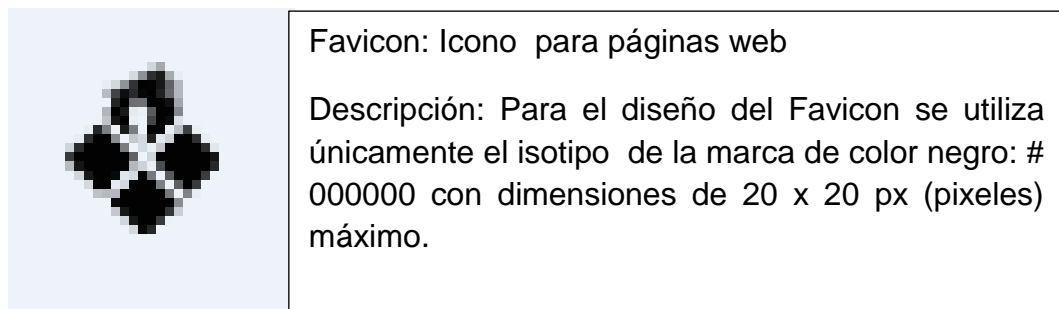 Favicon: Icono para páginas web
Descripción: Para el diseño del Favicon se utiliza
únicamente el isotipo de la marca de color negro: #
000000 con dimensiones de 20 x 20 px (pixeles)
máximo.